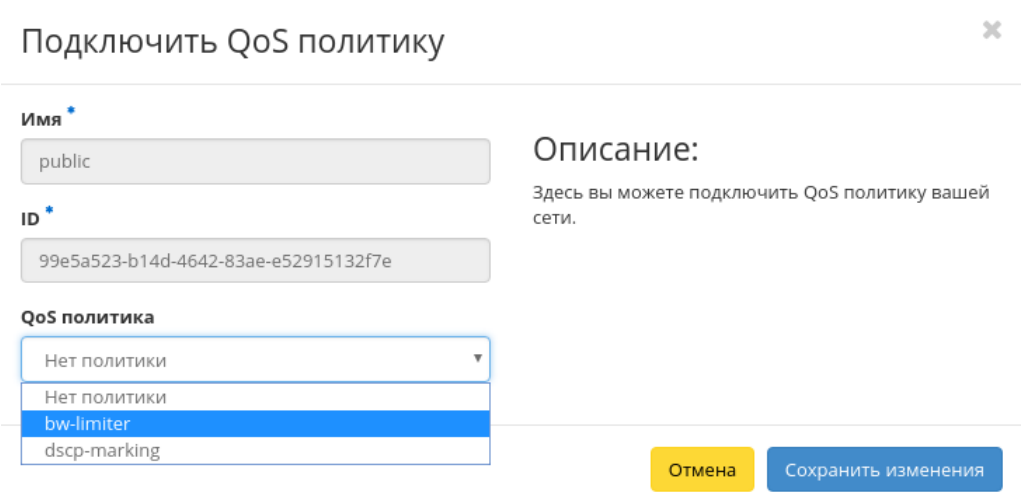 Подключить QoS политику
✖
Имя *
public
ID *
99e5a523-b14d-4642-83ae-e52915132f7e
QoS политика
Нет политики
Нет политики
bw-limiter
dscp-marking
Описание:
Здесь вы можете подключить QoS политику вашей
сети.
Отмена
Сохранить изменения